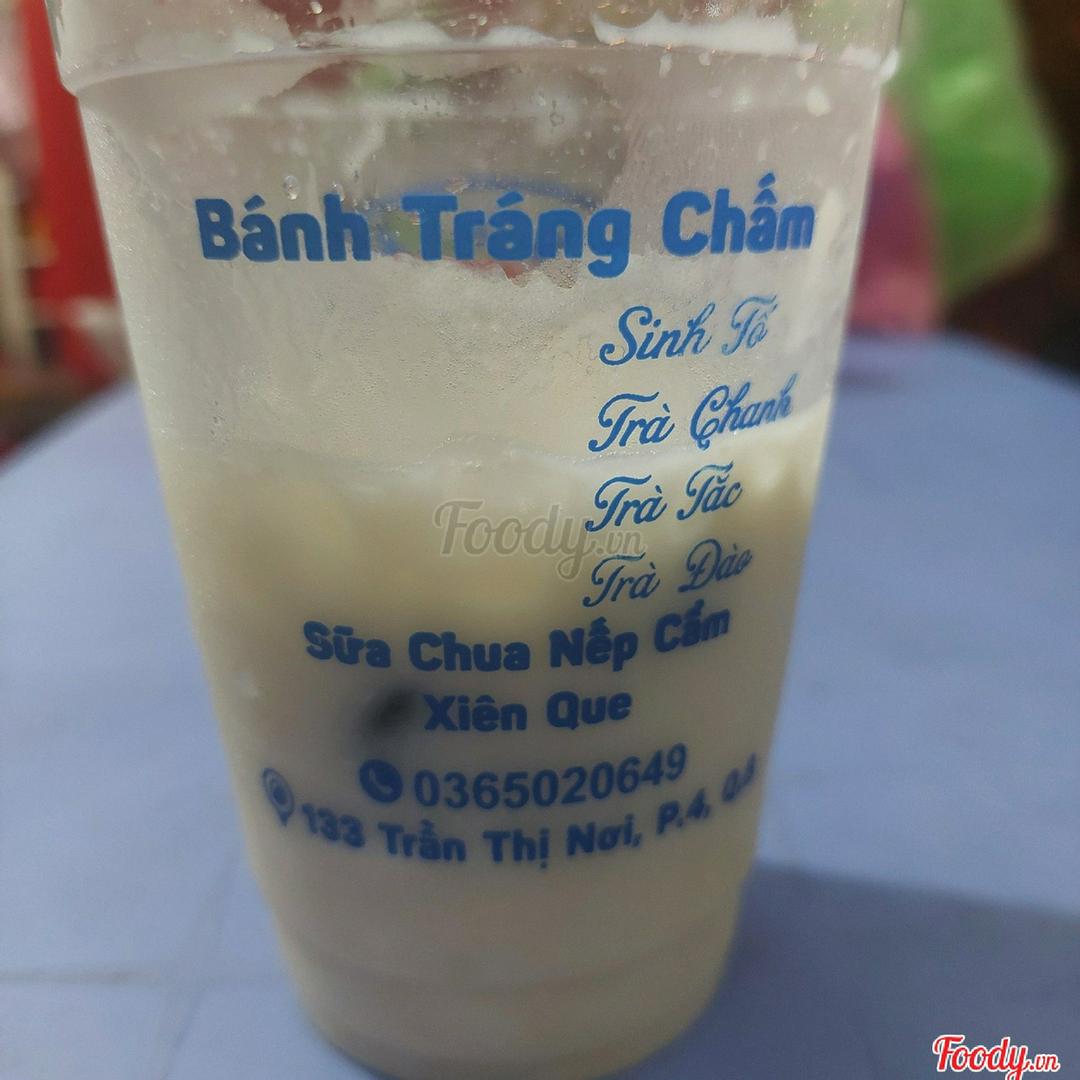 Bánh Tráng Chấm
Sinh Tố
Trà Chanh
Trà Tắc
Foody.vn
Trà Đào
Sữa Chua Nếp Cẩm
Xiên Que
0365020649
133 Trần Thị Nơi, P.4, Q.8
Foody.vn